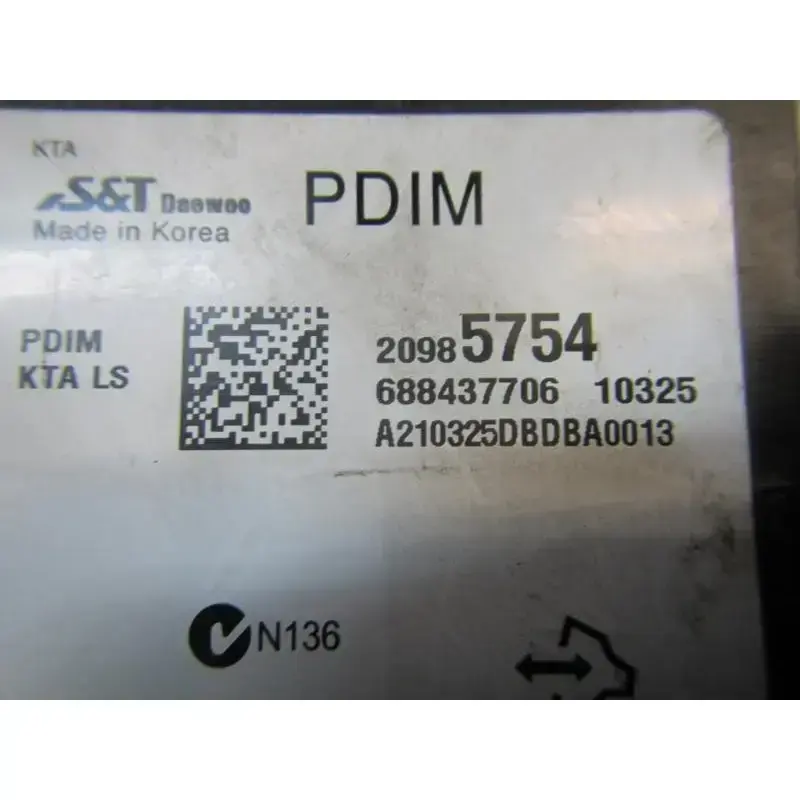 KTA
S&T Daewoo PDIM
Made in Korea
PDIM
KTA LS
20985754
688437706 10325
A210325DBDBA0013
N136